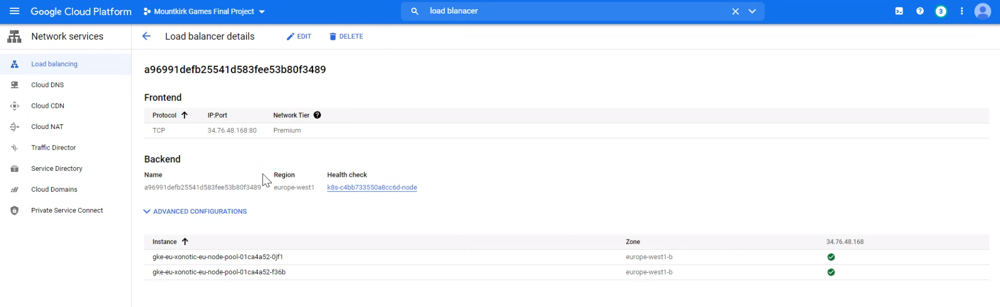 Google Cloud Platform Mountkirk Games Final Project load blanacer 3
Network services Load balancer details EDIT DELETE
Load balancing
Cloud DNS
Cloud CDN
Cloud NAT
Traffic Director
Service Directory
Cloud Domains
Private Service Connect
a96991defb25541d583fee53b80f3489
Frontend
Protocol IP:Port Network Tier
TCP 34.76.48.168:80 Premium
Backend
Name Region Health check
a96991defb25541d583fee53b80f3489 europe-west1 k8s-c4bb733550a8cc6d-node
ADVANCED CONFIGURATIONS
Instance Zone 34.76.48.168
gke-eu-xonotic-eu-node-pool-01ca4a52-0jf1 europe-west1-b
gke-eu-xonotic-eu-node-pool-01ca4a52-f36b europe-west1-b